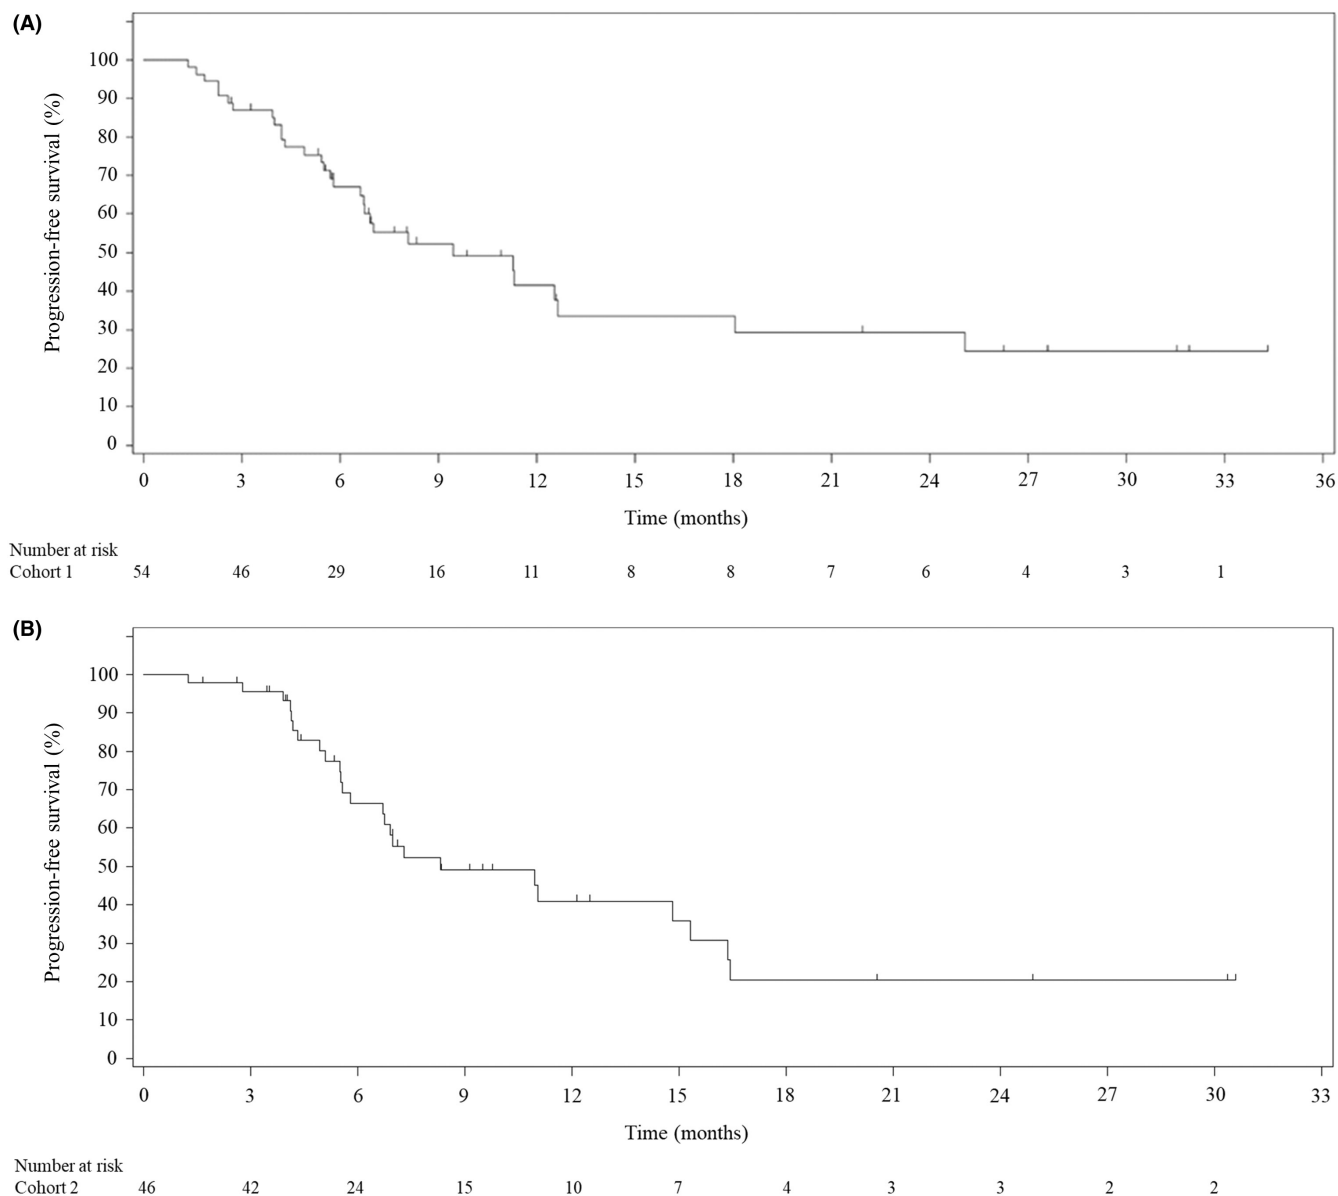 (A)
Progression-free survival (%)
100
90
80
70
60
50
40
30
20
10
0
0 3 6 9 12 15 18 21 24 27 30 33 36
Time (months)
Number at risk
Cohort 1 54 46 29 16 11 8 8 7 6 4 3 1
(B)
Progression-free survival (%)
100
90
80
70
60
50
40
30
20
10
0
0 3 6 9 12 15 18 21 24 27 30 33
Time (months)
Number at risk
Cohort 2 46 42 24 15 10 7 4 3 3 2 2